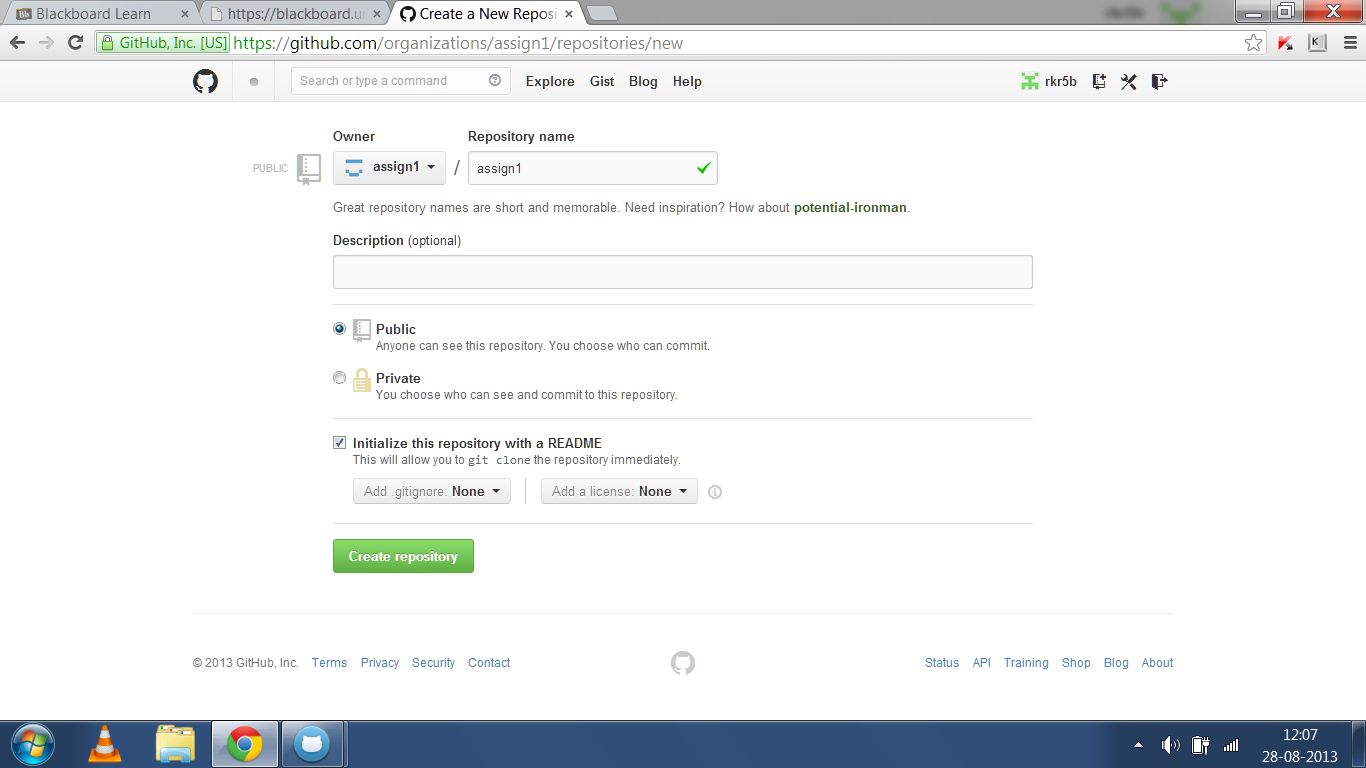 Blackboard Learn
https://blackboard.u
Create a New Reposi
GitHub, Inc. [US]
https://github.com/organizations/assign1/repositories/new
Search or type a command
Explore
Gist
Blog
Help
rkr5b
Owner
Repository name
PUBLIC
assign1
/
assign1
Great repository names are short and memorable. Need inspiration? How about potential-ironman.
Description (optional)
Public
Anyone can see this repository. You choose who can commit.
Private
You choose who can see and commit to this repository.
Initialize this repository with a README
This will allow you to git clone the repository immediately.
Add .gitignore: None
Add a license: None
Create repository
© 2013 GitHub, Inc.
Terms
Privacy
Security
Contact
Status
API
Training
Shop
Blog
About
12:07
28-08-2013